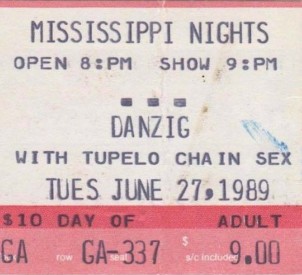 MISSISSIPPI NIGHTS
OPEN 8:PM SHOW 9:PM
DANZIG
WITH TUPELO CHAIN SEX
TUES JUNE 27,1989
$10 DAY OF ADULT
GA row GA-337 seat $ s/c included 9.00